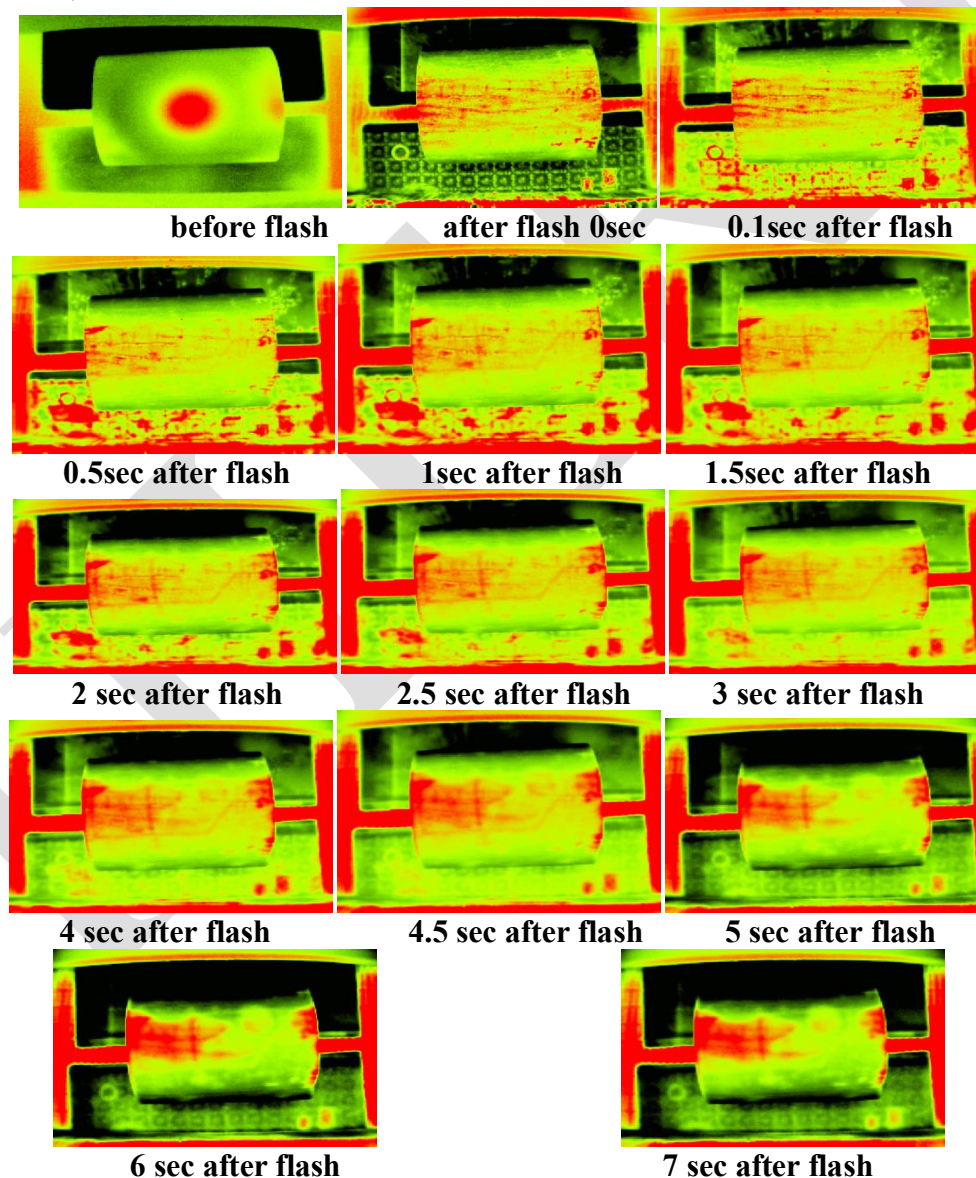 before flash
after flash 0sec
0.1sec after flash
0.5sec after flash
1sec after flash
1.5sec after flash
2 sec after flash
2.5 sec after flash
3 sec after flash
4 sec after flash
4.5 sec after flash
5 sec after flash
6 sec after flash
7 sec after flash